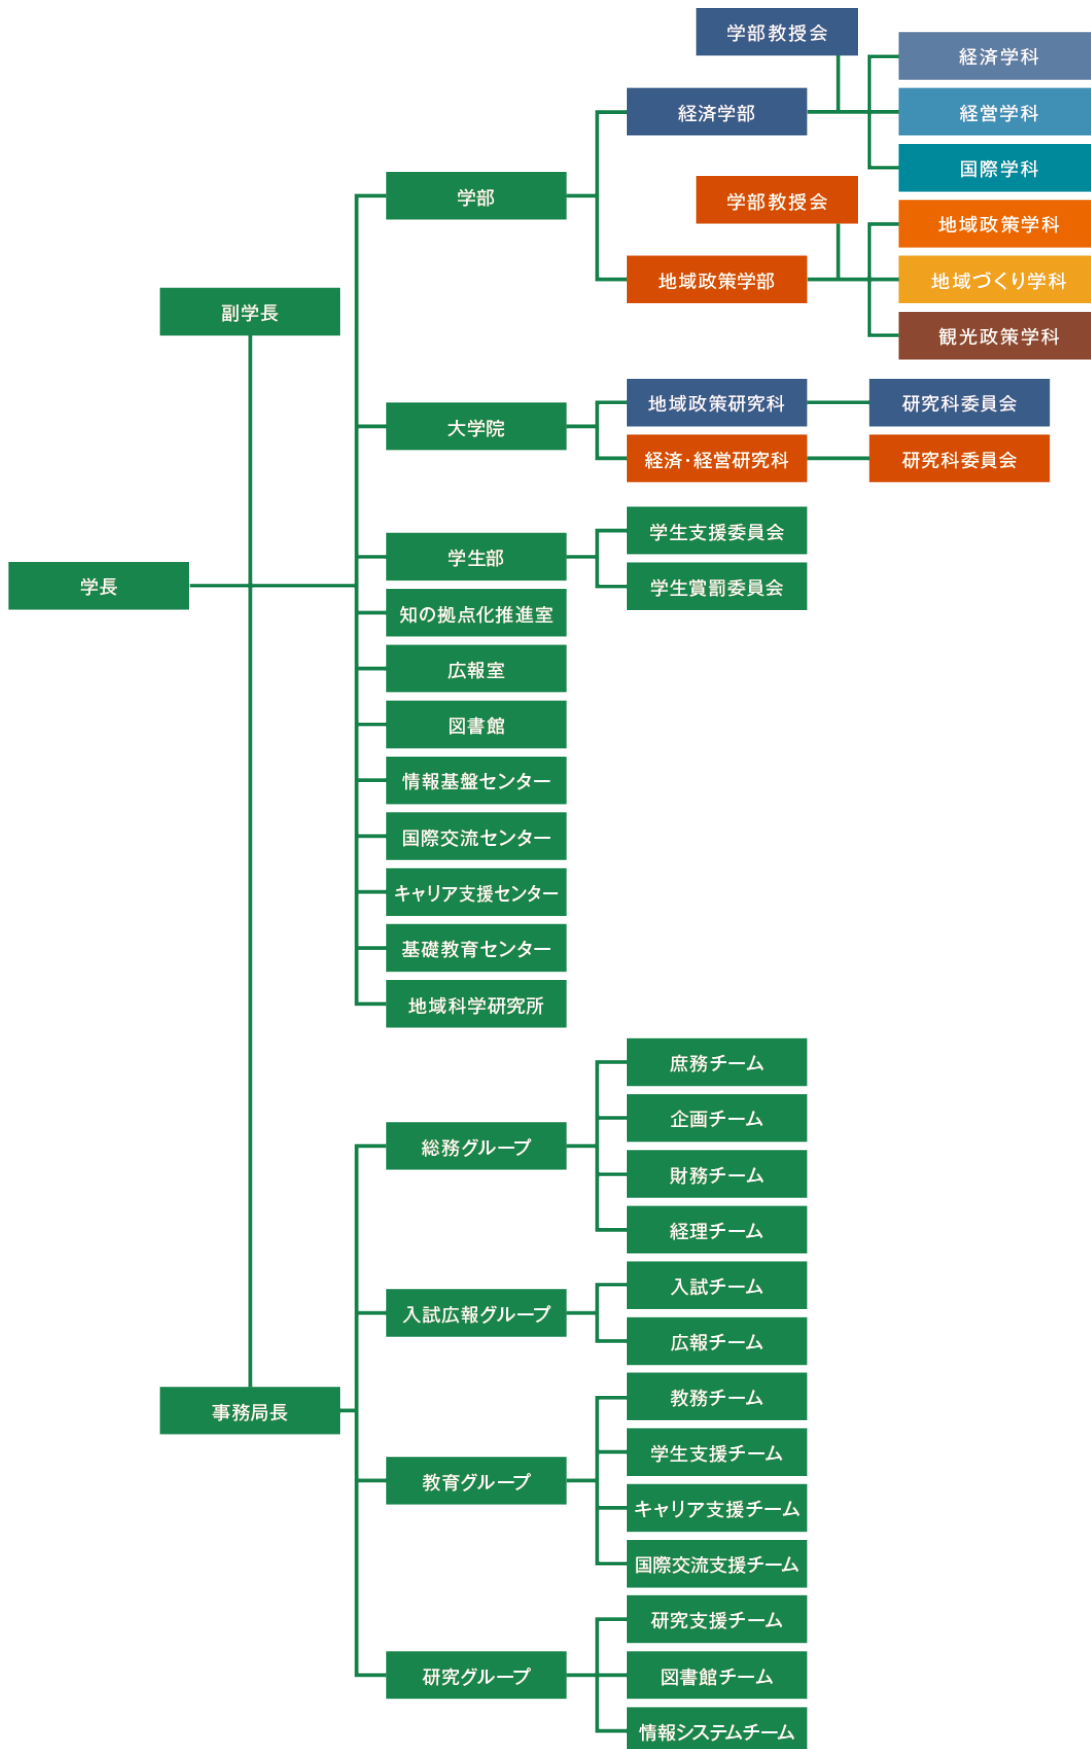 学長
副学長
学部
経済学部
学部教授会
経済学科
経営学科
国際学科
地域政策学部
学部教授会
地域政策学科
地域づくり学科
観光政策学科
大学院
地域政策研究科
研究科委員会
経済・経営研究科
研究科委員会
学生部
学生支援委員会
学生賞罰委員会
知の拠点化推進室
広報室
図書館
情報基盤センター
国際交流センター
キャリア支援センター
基礎教育センター
地域科学研究所
事務局長
総務グループ
庶務チーム
企画チーム
財務チーム
経理チーム
入試広報グループ
入試チーム
広報チーム
教育グループ
教務チーム
学生支援チーム
キャリア支援チーム
国際交流支援チーム
研究グループ
研究支援チーム
図書館チーム
情報システムチーム